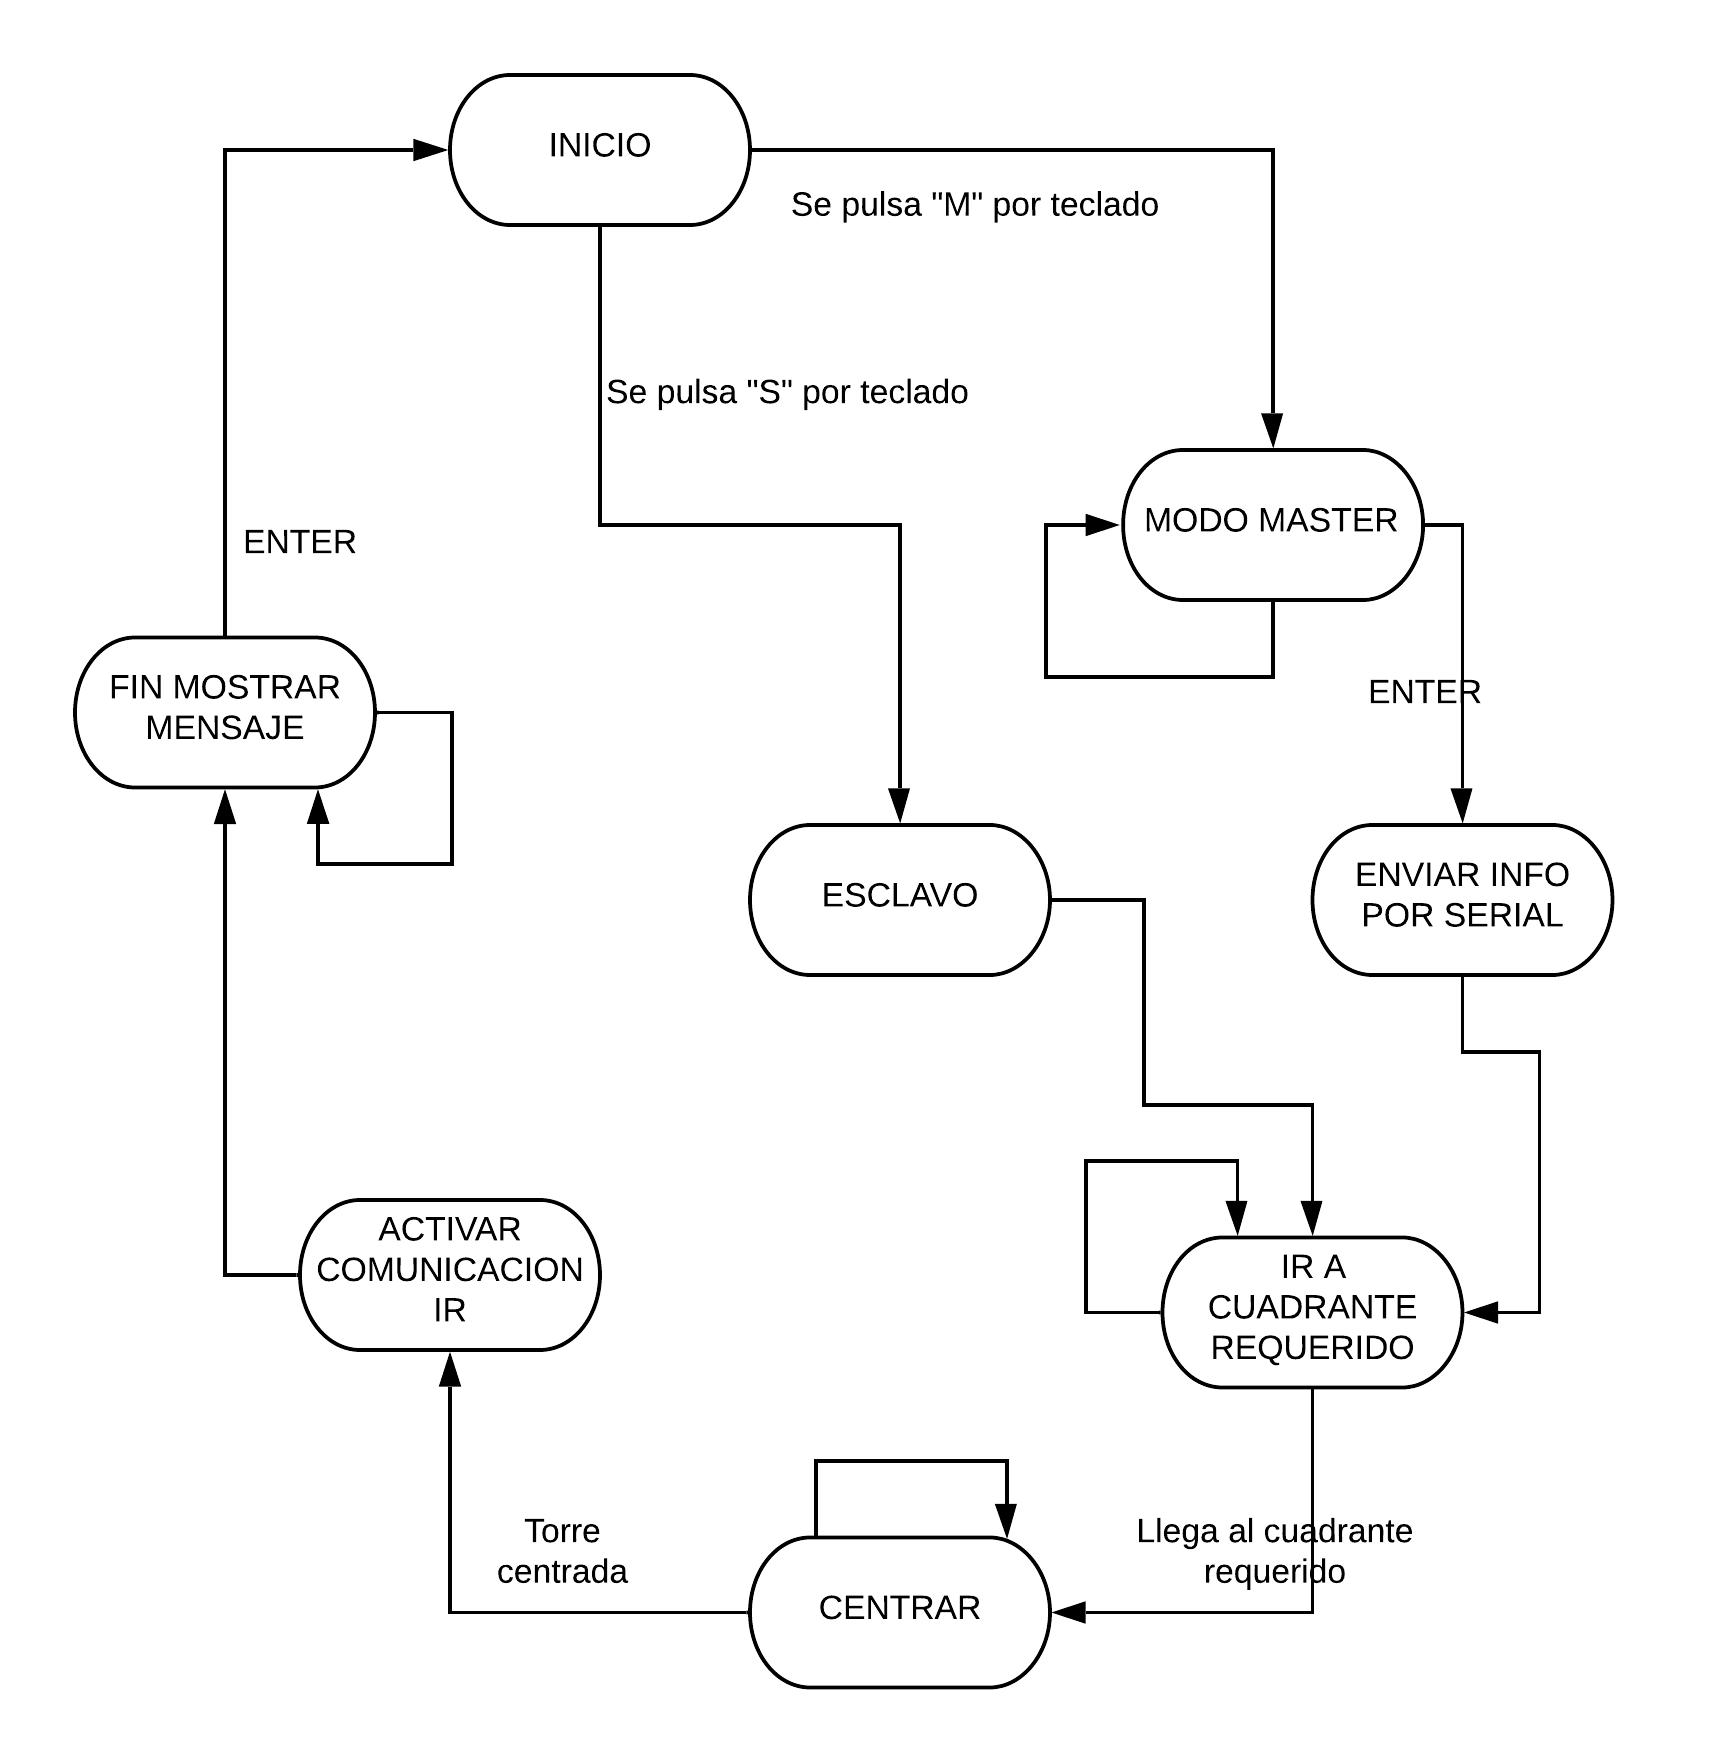 INICIO
Se pulsa "M" por teclado
Se pulsa "S" por teclado
MODO MASTER
ENTER
FIN MOSTRAR
MENSAJE
ENTER
ESCLAVO
ENVIAR INFO
POR SERIAL
ACTIVAR
COMUNICACION
IR
IR A
CUADRANTE
REQUERIDO
Torre
centrada
Llega al cuadrante
requerido
CENTRAR